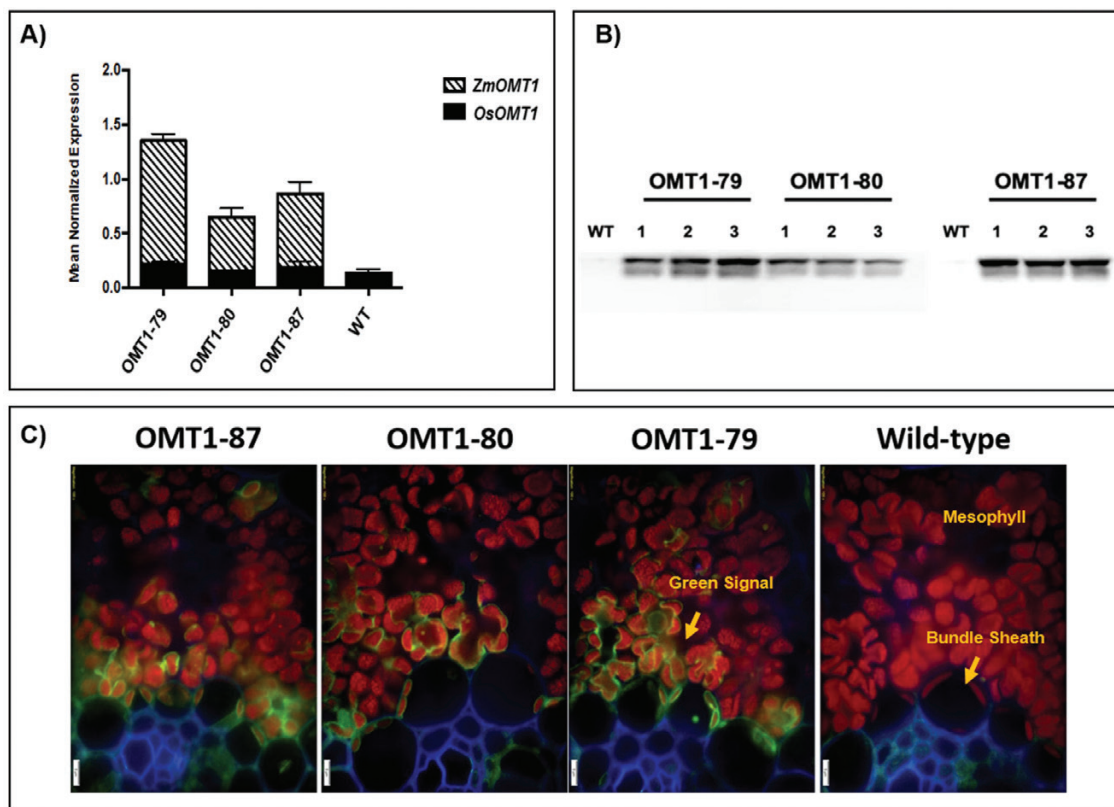 A)
2.0
1.5
1.0
0.5
0.0
Mean Normalized Expression
ZmOMT1
OsOMT1
OMT1-79
OMT1-80
OMT1-87
WT
B)
OMT1-79 OMT1-80 OMT1-87
WT 1 2 3 1 2 3 WT 1 2 3
C)
OMT1-87 OMT1-80 OMT1-79 Wild-type
Mesophyll
Green Signal
Bundle Sheath